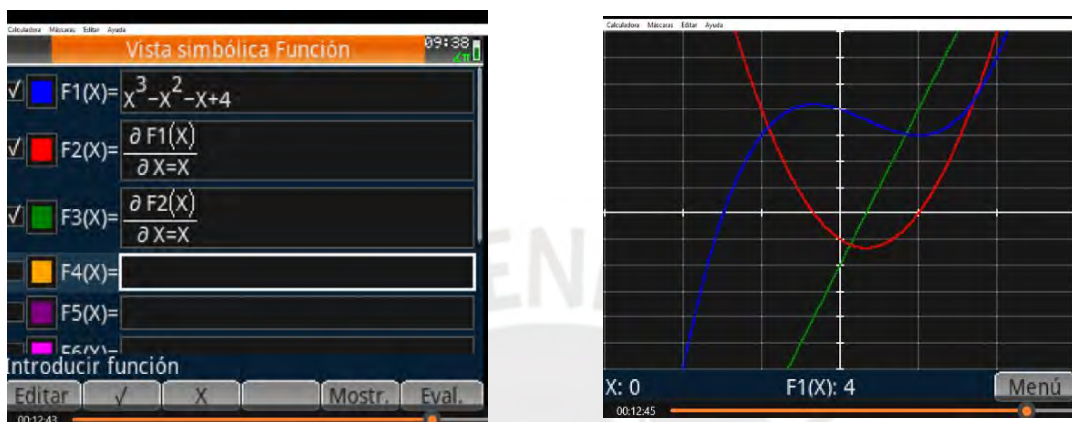 Calculadora Máscaras Editar Ayuda
Vista simbólica Función 09:38
∠π
√ F1(X)= X³-X²-X+4
√ F2(X)= ∂ F1(X)
∂ X=X
√ F3(X)= ∂ F2(X)
∂ X=X
F4(X)=
F5(X)=
F6(X)=
Introducir función
Editar √ X Mostr. Eval.
00:12:43
Calculadora Máscaras Editar Ayuda
X: 0 F1(X): 4 Menú
00:12:45
EN